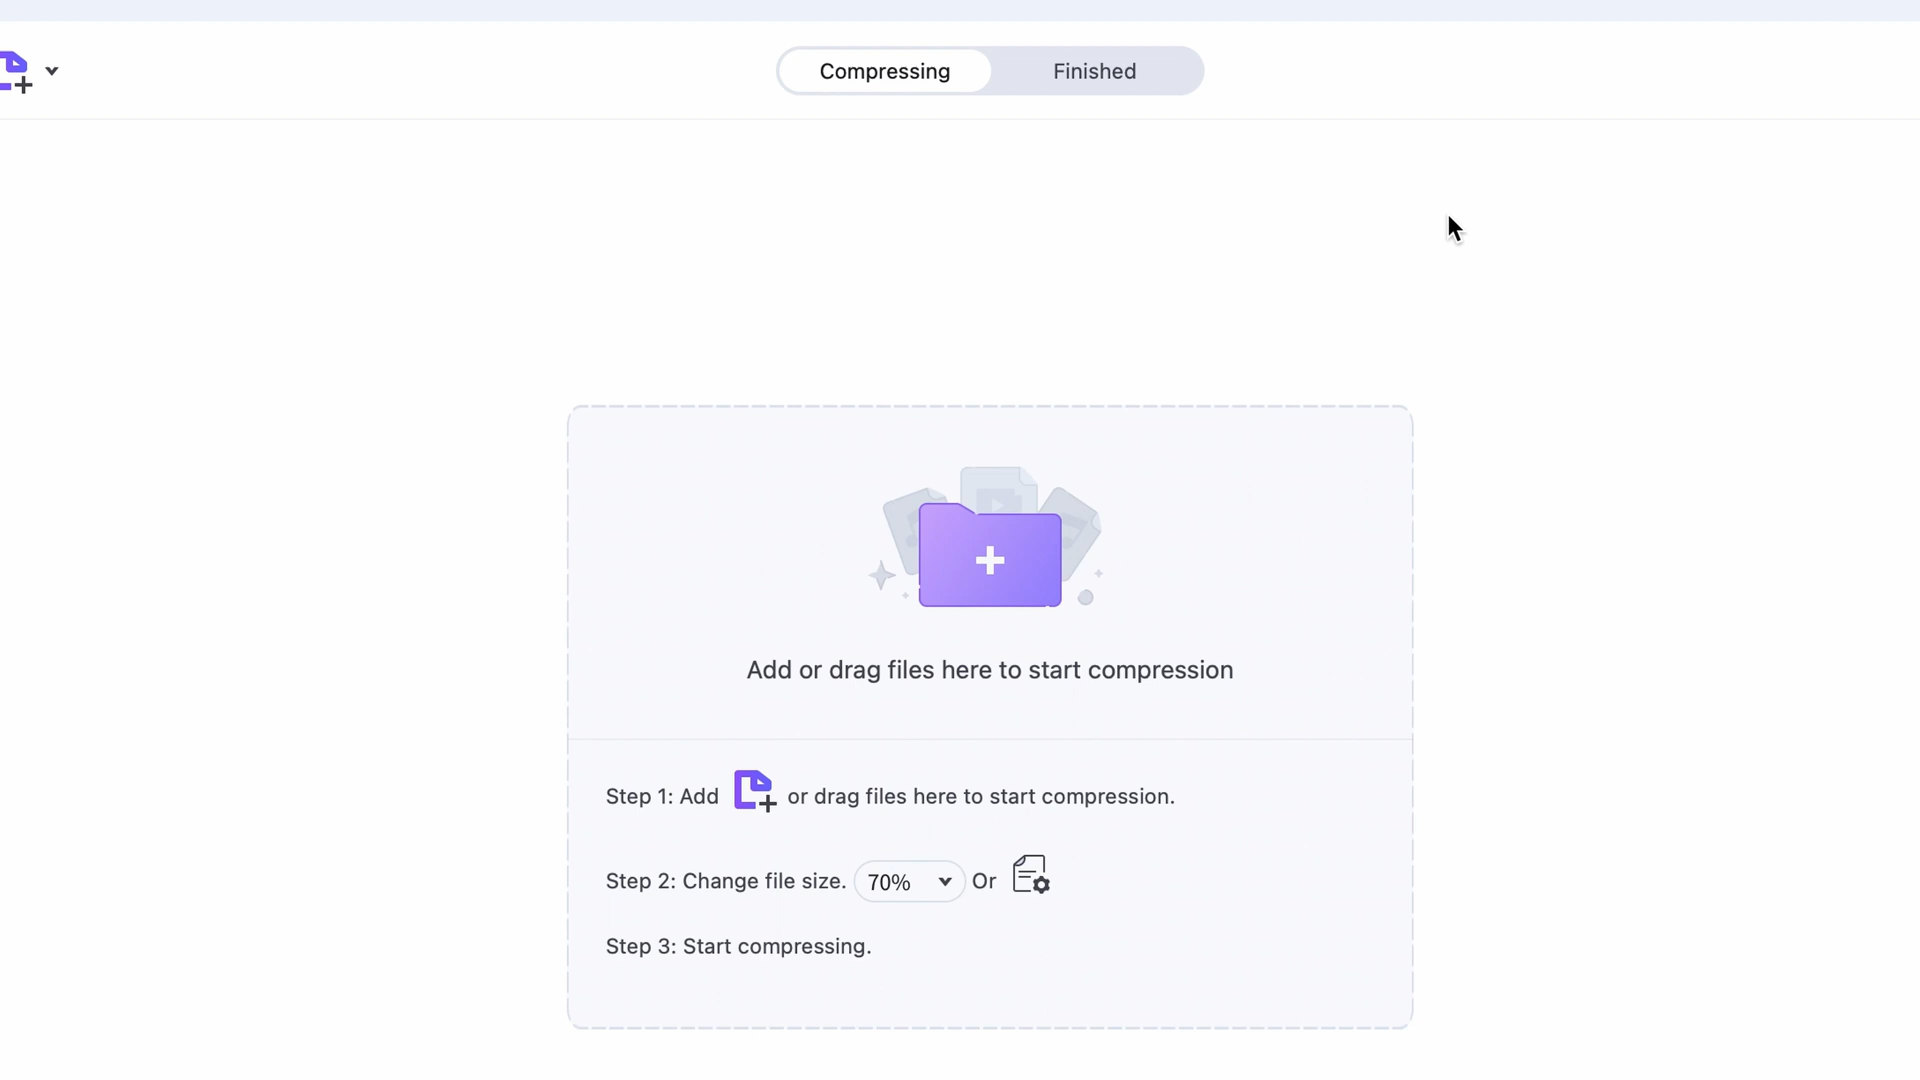 Compressing Finished
Add or drag files here to start compression
Step 1: Add or drag files here to start compression.
Step 2: Change file size. 70% Or
Step 3: Start compressing.